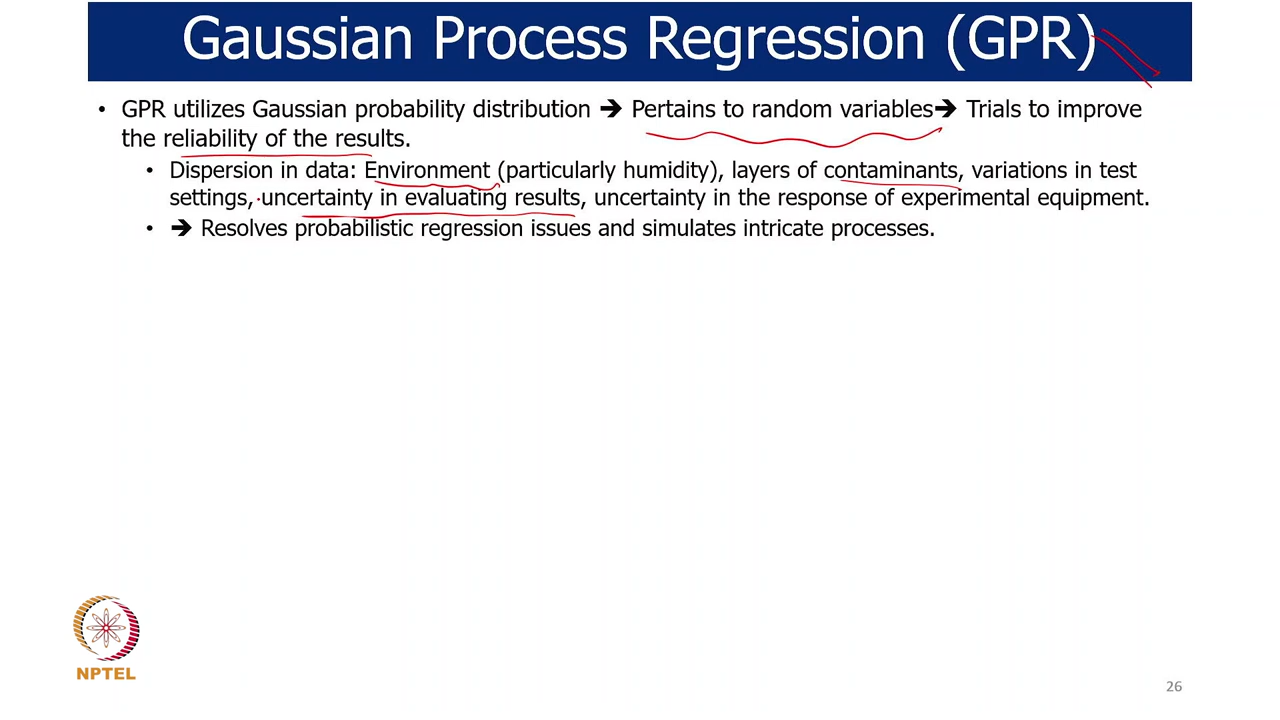 Gaussian Process Regression (GPR)
• GPR utilizes Gaussian probability distribution ➔ Pertains to random variables➔ Trials to improve
the reliability of the results.
• Dispersion in data: Environment (particularly humidity), layers of contaminants, variations in test
settings, uncertainty in evaluating results, uncertainty in the response of experimental equipment.
• ➔ Resolves probabilistic regression issues and simulates intricate processes.
NPTEL
26